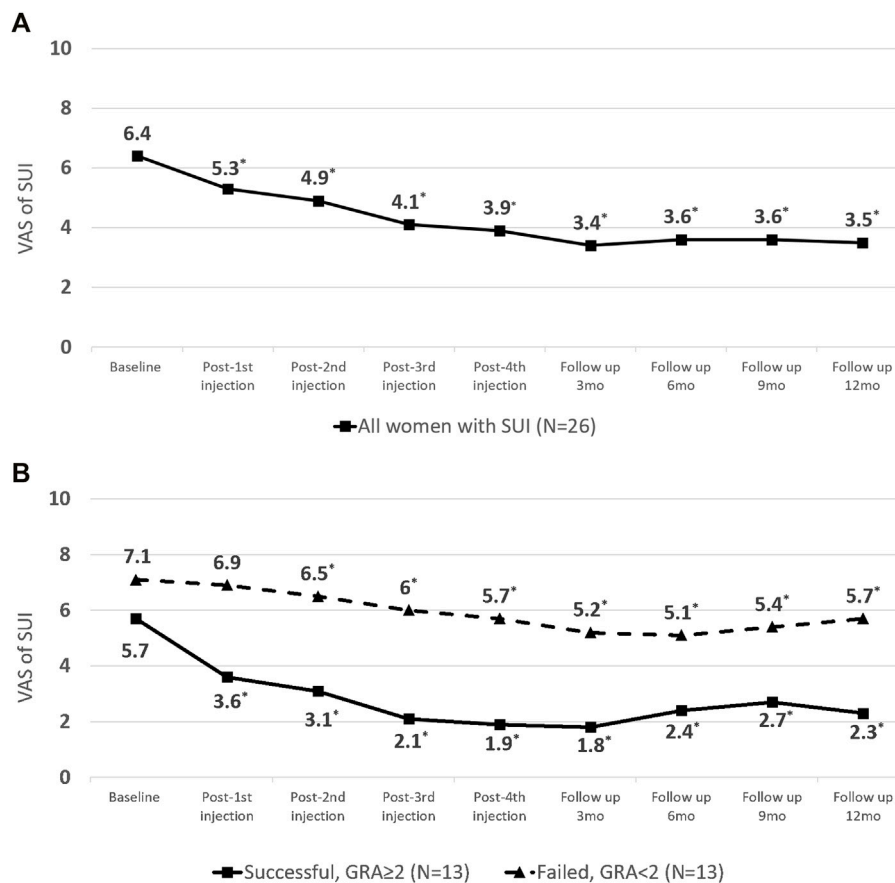 A
10
8
6
4
2
0
VAS of SUI
6.4
5.3*
4.9*
4.1*
3.9*
3.4*
3.6*
3.6*
3.5*
Baseline
Post-1st
injection
Post-2nd
injection
Post-3rd
injection
Post-4th
injection
Follow up
3mo
Follow up
6mo
Follow up
9mo
Follow up
12mo
All women with SUI (N=26)
B
10
8
6
4
2
0
VAS of SUI
7.1
6.9
6.5*
6*
5.7*
5.2*
5.1*
5.4*
5.7*
5.7
3.6*
3.1*
2.1*
1.9*
1.8*
2.4*
2.7*
2.3*
Baseline
Post-1st
injection
Post-2nd
injection
Post-3rd
injection
Post-4th
injection
Follow up
3mo
Follow up
6mo
Follow up
9mo
Follow up
12mo
Successful, GRA≥2 (N=13)
Failed, GRA<2 (N=13)